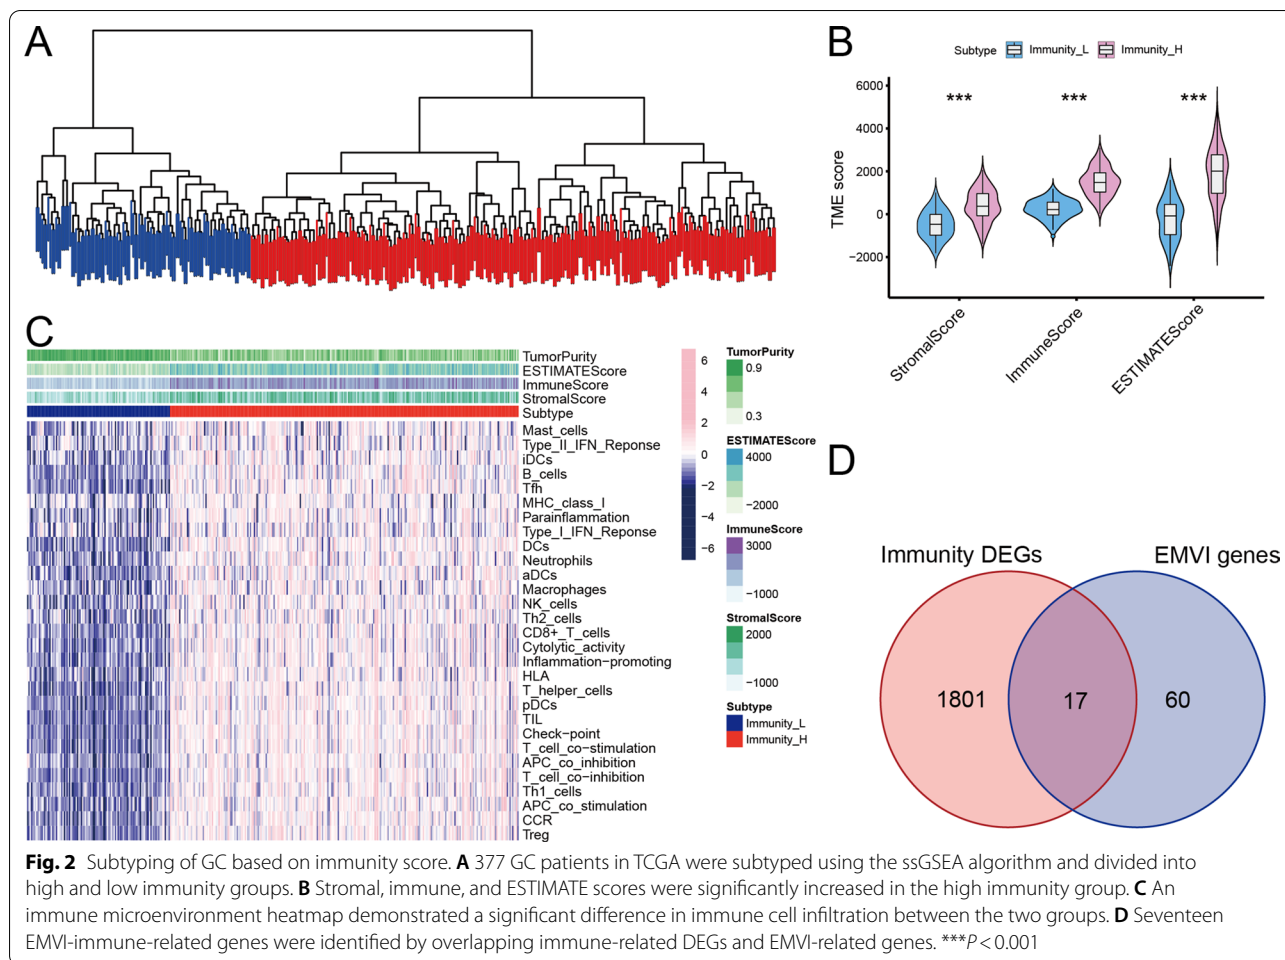 A
B
Subtype Immunity_L Immunity_H
***
***
***
TME score
6000
4000
2000
0
−2000
StromalScore
ImmuneScore
ESTIMATEScore
C
TumorPurity
ESTIMATEScore
ImmuneScore
StromalScore
Subtype
Mast_cells
Type_II_IFN_Reponse
iDCs
B_cells
Tfh
MHC_class_I
Parainflammation
Type_I_IFN_Reponse
DCs
Neutrophils
aDCs
Macrophages
NK_cells
Th2_cells
CD8+_T_cells
Cytolytic_activity
Inflammation−promoting
HLA
T_helper_cells
pDCs
TIL
Check−point
T_cell_co−stimulation
APC_co_inhibition
T_cell_co−inhibition
Th1_cells
APC_co_stimulation
CCR
Treg
6
4
2
0
−2
−4
−6
TumorPurity
0.9
0.3
ESTIMATEScore
4000
−2000
ImmuneScore
3000
−1000
StromalScore
2000
−1000
Subtype
Immunity_L
Immunity_H
D
Immunity DEGs
EMVI genes
1801
17
60
Fig. 2 Subtyping of GC based on immunity score. A 377 GC patients in TCGA were subtyped using the ssGSEA algorithm and divided into
high and low immunity groups. B Stromal, immune, and ESTIMATE scores were significantly increased in the high immunity group. C An
immune microenvironment heatmap demonstrated a significant difference in immune cell infiltration between the two groups. D Seventeen
EMVI-immune-related genes were identified by overlapping immune-related DEGs and EMVI-related genes. ***P < 0.001